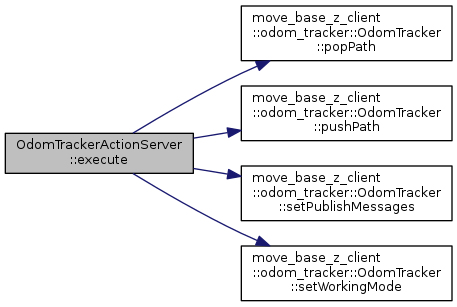 move_base_z_client
::odom_tracker::OdomTracker
::popPath
move_base_z_client
::odom_tracker::OdomTracker
::pushPath
OdomTrackerActionServer
::execute
move_base_z_client
::odom_tracker::OdomTracker
::setPublishMessages
move_base_z_client
::odom_tracker::OdomTracker
::setWorkingMode